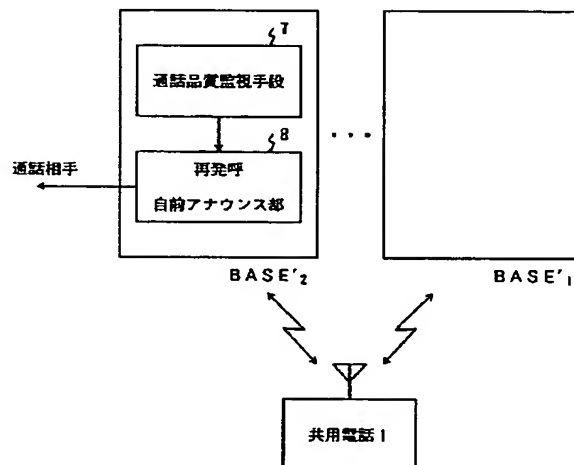 7
通話品質監視手段
8
通話相手
再発呼
自前アナウンス部
...
BASE'₂
BASE'₁
共用電話1